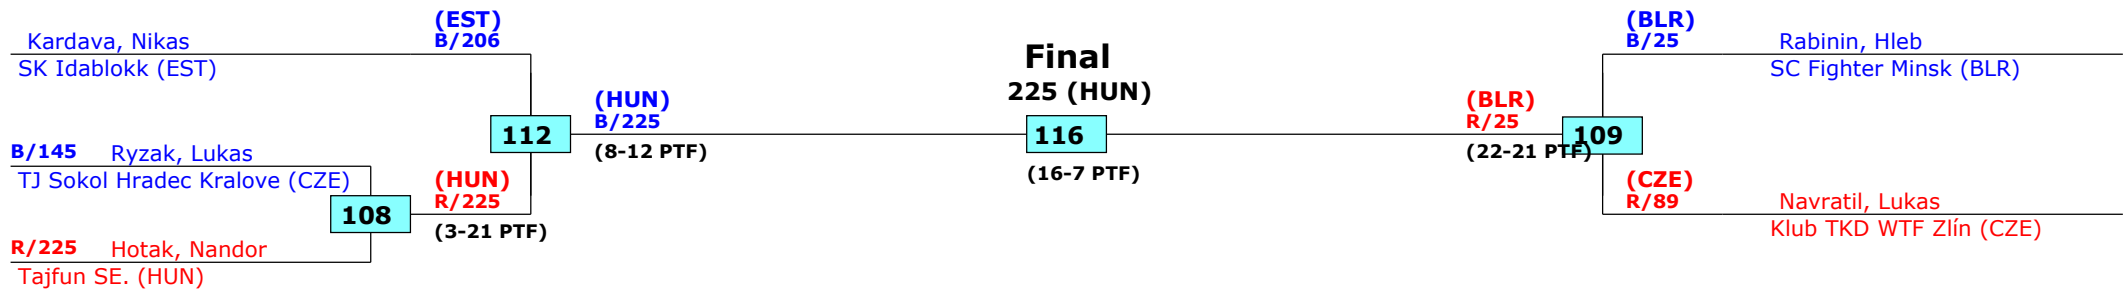 (EST)
B/206
Kardava, Nikas
SK Idablokk (EST)
Final
225 (HUN)
(BLR)
B/25
Rabinin, Hleb
SC Fighter Minsk (BLR)
(HUN)
B/225
112
(8-12 PTF)
116
(16-7 PTF)
(BLR)
R/25
109
(22-21 PTF)
B/145 Ryzak, Lukas
TJ Sokol Hradec Kralove (CZE)
(HUN)
R/225
108
(3-21 PTF)
R/225 Hotak, Nandor
Tajfun SE. (HUN)
(CZE)
R/89
Navratil, Lukas
Klub TKD WTF Zlín (CZE)